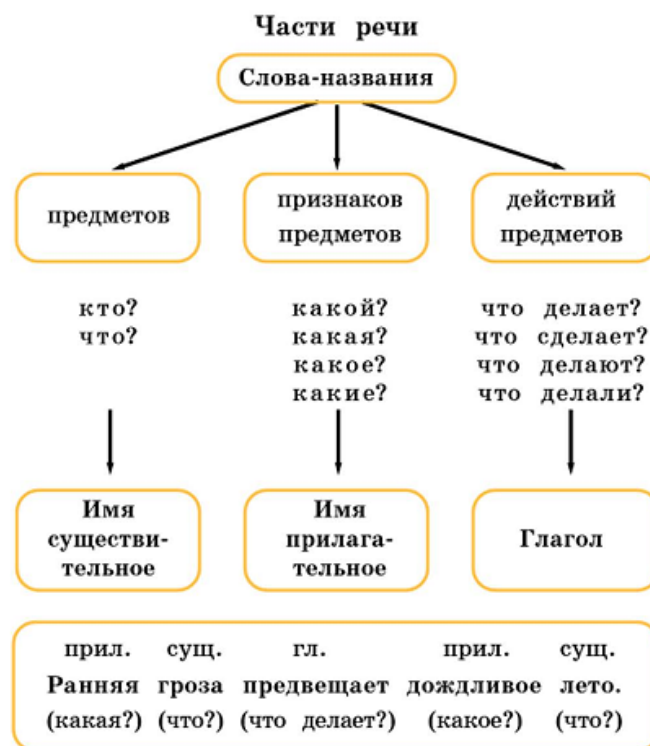 Части речи
Слова-названия
предметов
признаков
предметов
действий
предметов
кто?
что?
какой?
какая?
какое?
какие?
что делает?
что сделает?
что делают?
что делали?
Имя
существи-
тельное
Имя
прилага-
тельное
Глагол
прил. сущ. гл. прил. сущ.
Ранняя гроза предвещает дождливое лето.
(какая?) (что?) (что делает?) (какое?) (что?)